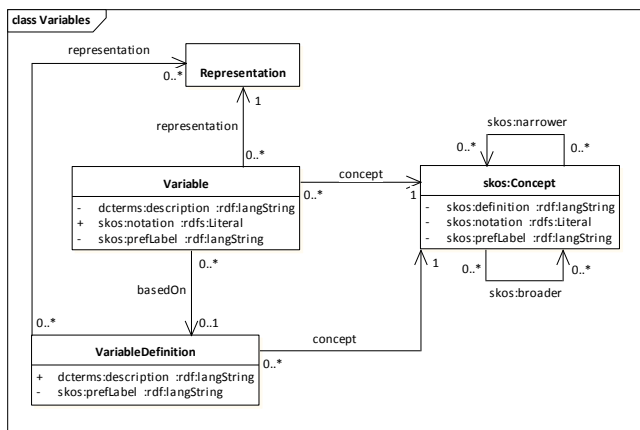 class Variables
representation
Representation
0..*
1
representation
0..*
skos:narrower
0..*
0..*
Variable
concept
skos:Concept
- dcterms:description :rdf:langString
+ skos:notation :rdfs:Literal
- skos:prefLabel :rdf:langString
0..*
1
- skos:definition :rdf:langString
- skos:notation :rdfs:Literal
- skos:prefLabel :rdf:langString
0..*
1
0..*
0..*
basedOn
skos:broader
0..*
0..1
concept
VariableDefinition
0..*
+ dcterms:description :rdf:langString
- skos:prefLabel :rdf:langString